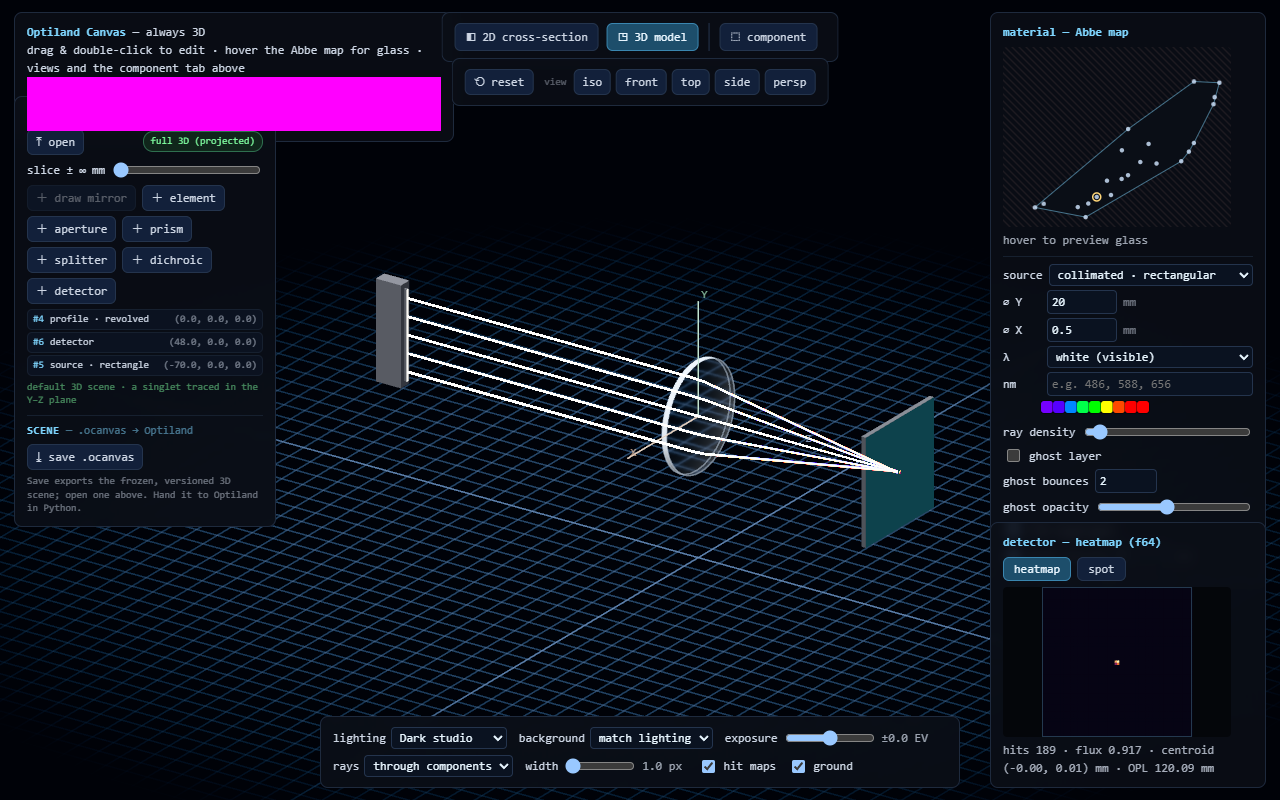 Optiland Canvas — always 3D
drag & double-click to edit · hover the Abbe map for glass ·
views and the component tab above
open
full 3D (projected)
slice ± ∞ mm
+ draw mirror
+ element
+ aperture
+ prism
+ splitter
+ dichroic
+ detector
#4 profile · revolved (0.0, 0.0, 0.0)
#6 detector (48.0, 0.0, 0.0)
#5 source · rectangle (-70.0, 0.0, 0.0)
default 3D scene · a singlet traced in the
Y–Z plane
SCENE — .ocanvas → Optiland
save .ocanvas
Save exports the frozen, versioned 3D
scene; open one above. Hand it to Optiland
in Python.
2D cross-section
3D model
component
reset
view
iso
front
top
side
persp
Y
X
lighting Dark studio
background match lighting
exposure ±0.0 EV
rays through components
width 1.0 px
hit maps
ground
material — Abbe map
hover to preview glass
source collimated · rectangular
⌀ Y 20 mm
⌀ X 0.5 mm
λ white (visible)
nm e.g. 486, 588, 656
ray density
ghost layer
ghost bounces 2
ghost opacity
detector — heatmap (f64)
heatmap
spot
hits 189 · flux 0.917 · centroid
(-0.00, 0.01) mm · OPL 120.09 mm